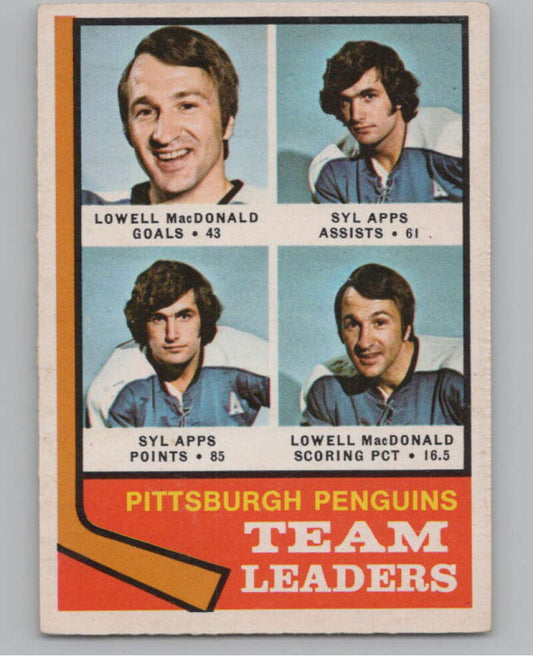 LOWELL MacDONALD
GOALS • 43
SYL APPS
ASSISTS • 61
SYL APPS
POINTS • 85
LOWELL MacDONALD
SCORING PCT • 16.5
PITTSBURGH PENGUINS
TEAM
LEADERS